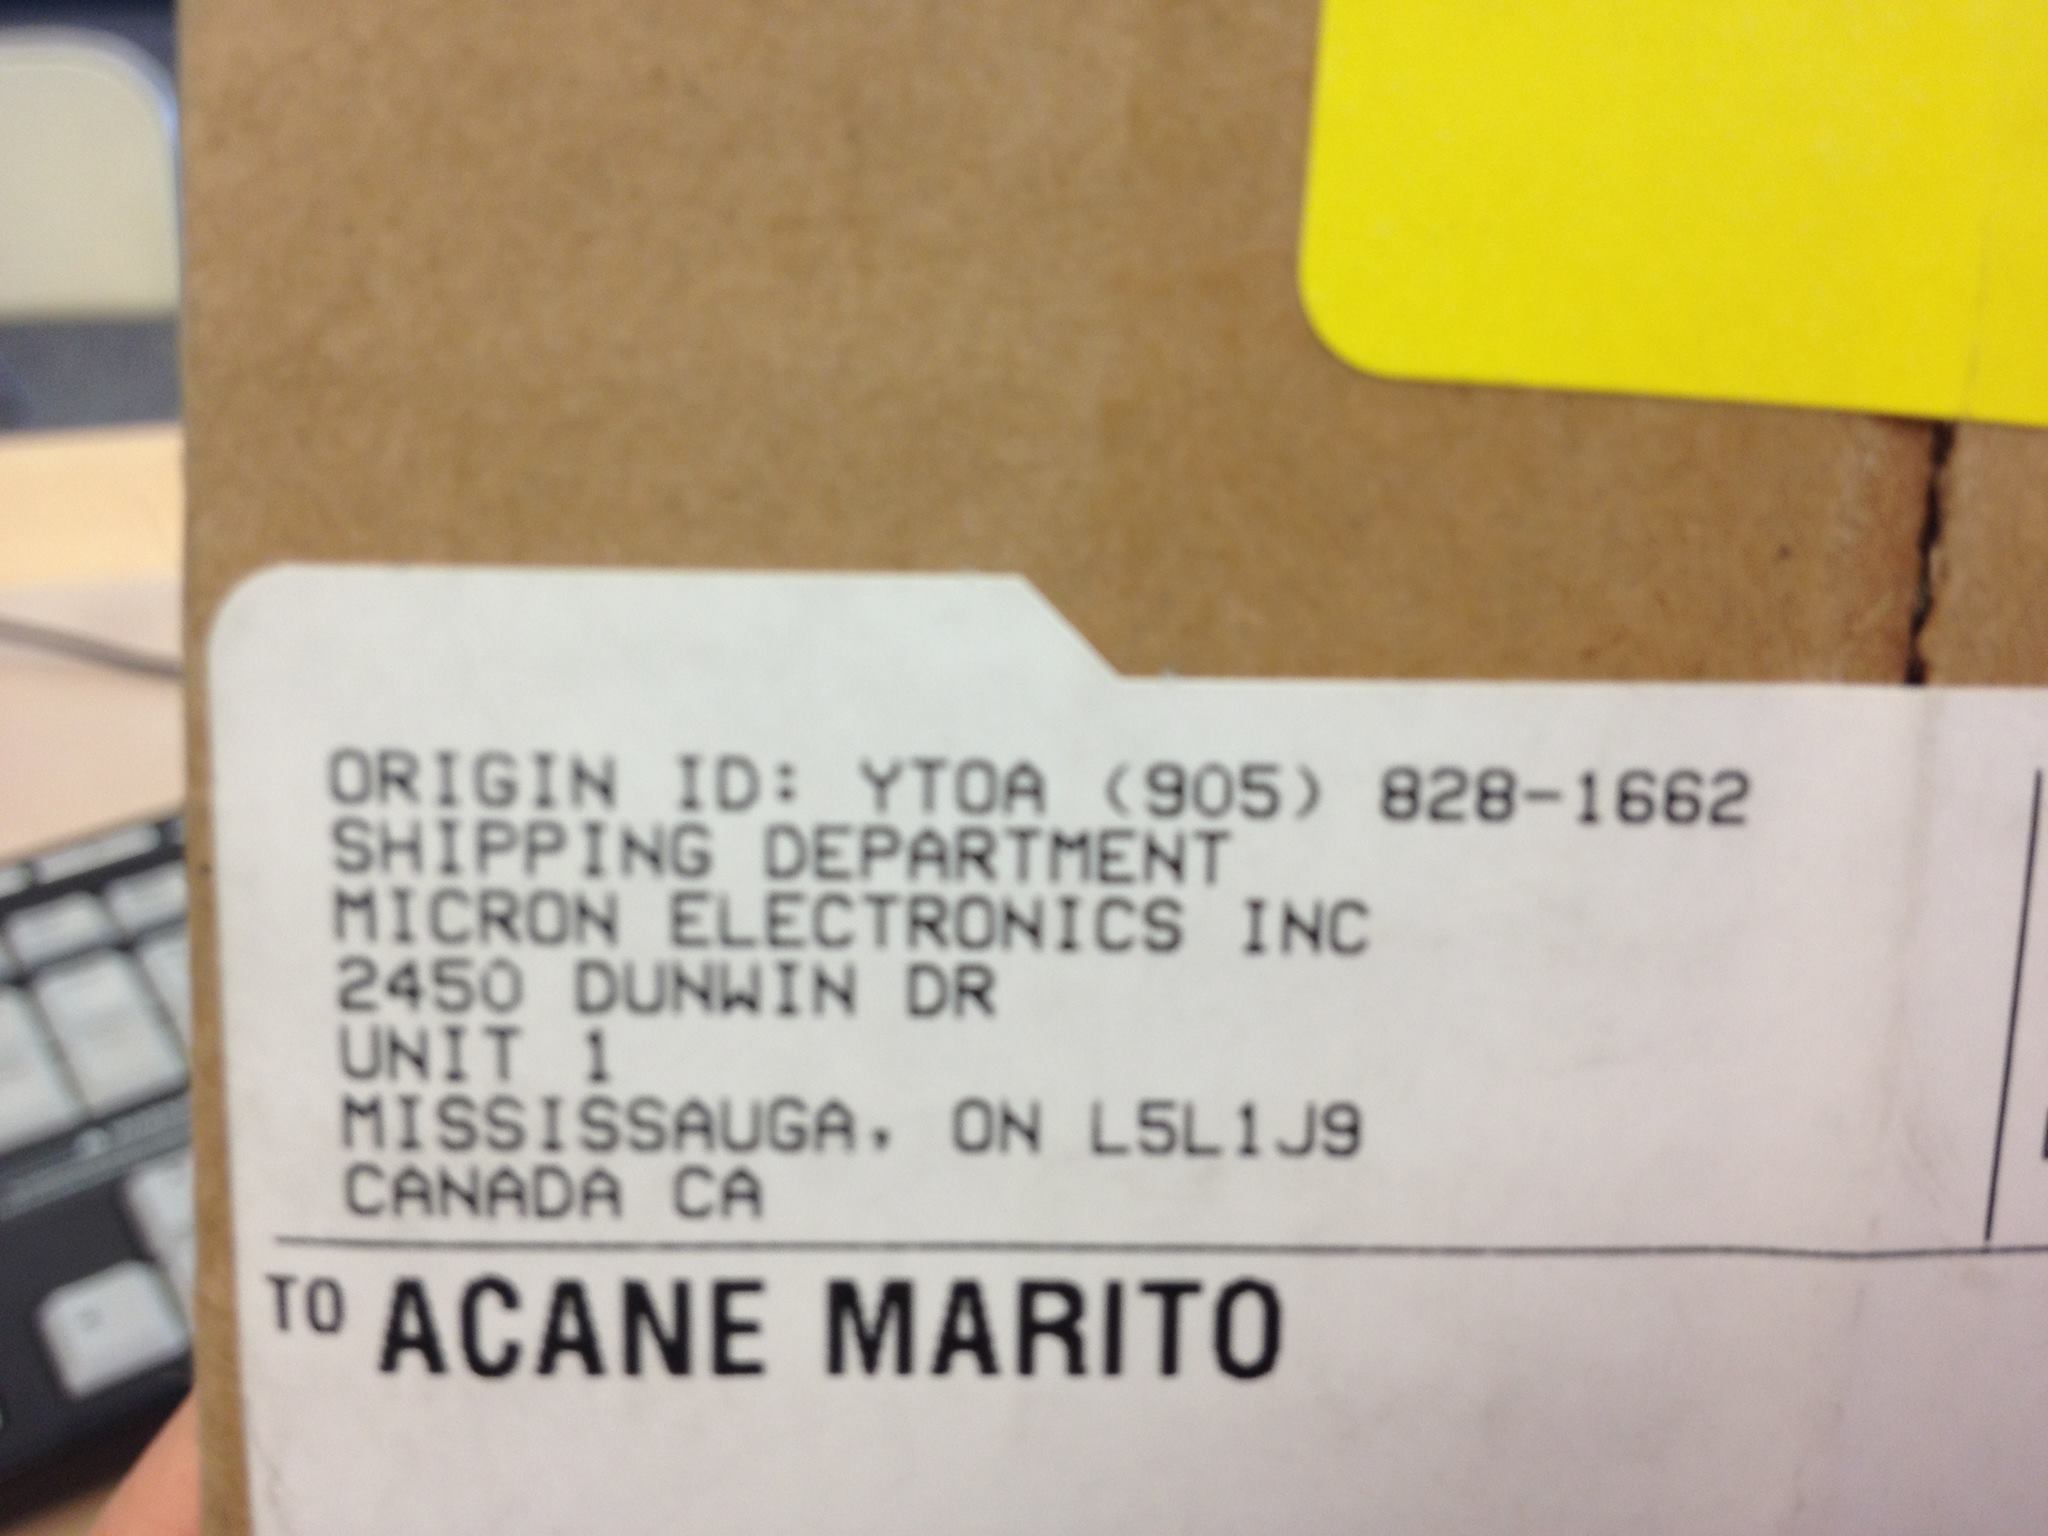 ORIGIN ID: YTOA (905) 828-1662
SHIPPING DEPARTMENT
MICRON ELECTRONICS INC
2450 DUNWIN DR
UNIT 1
MISSISSAUGA, ON L5L1J9
CANADA CA
TO ACANE MARITO